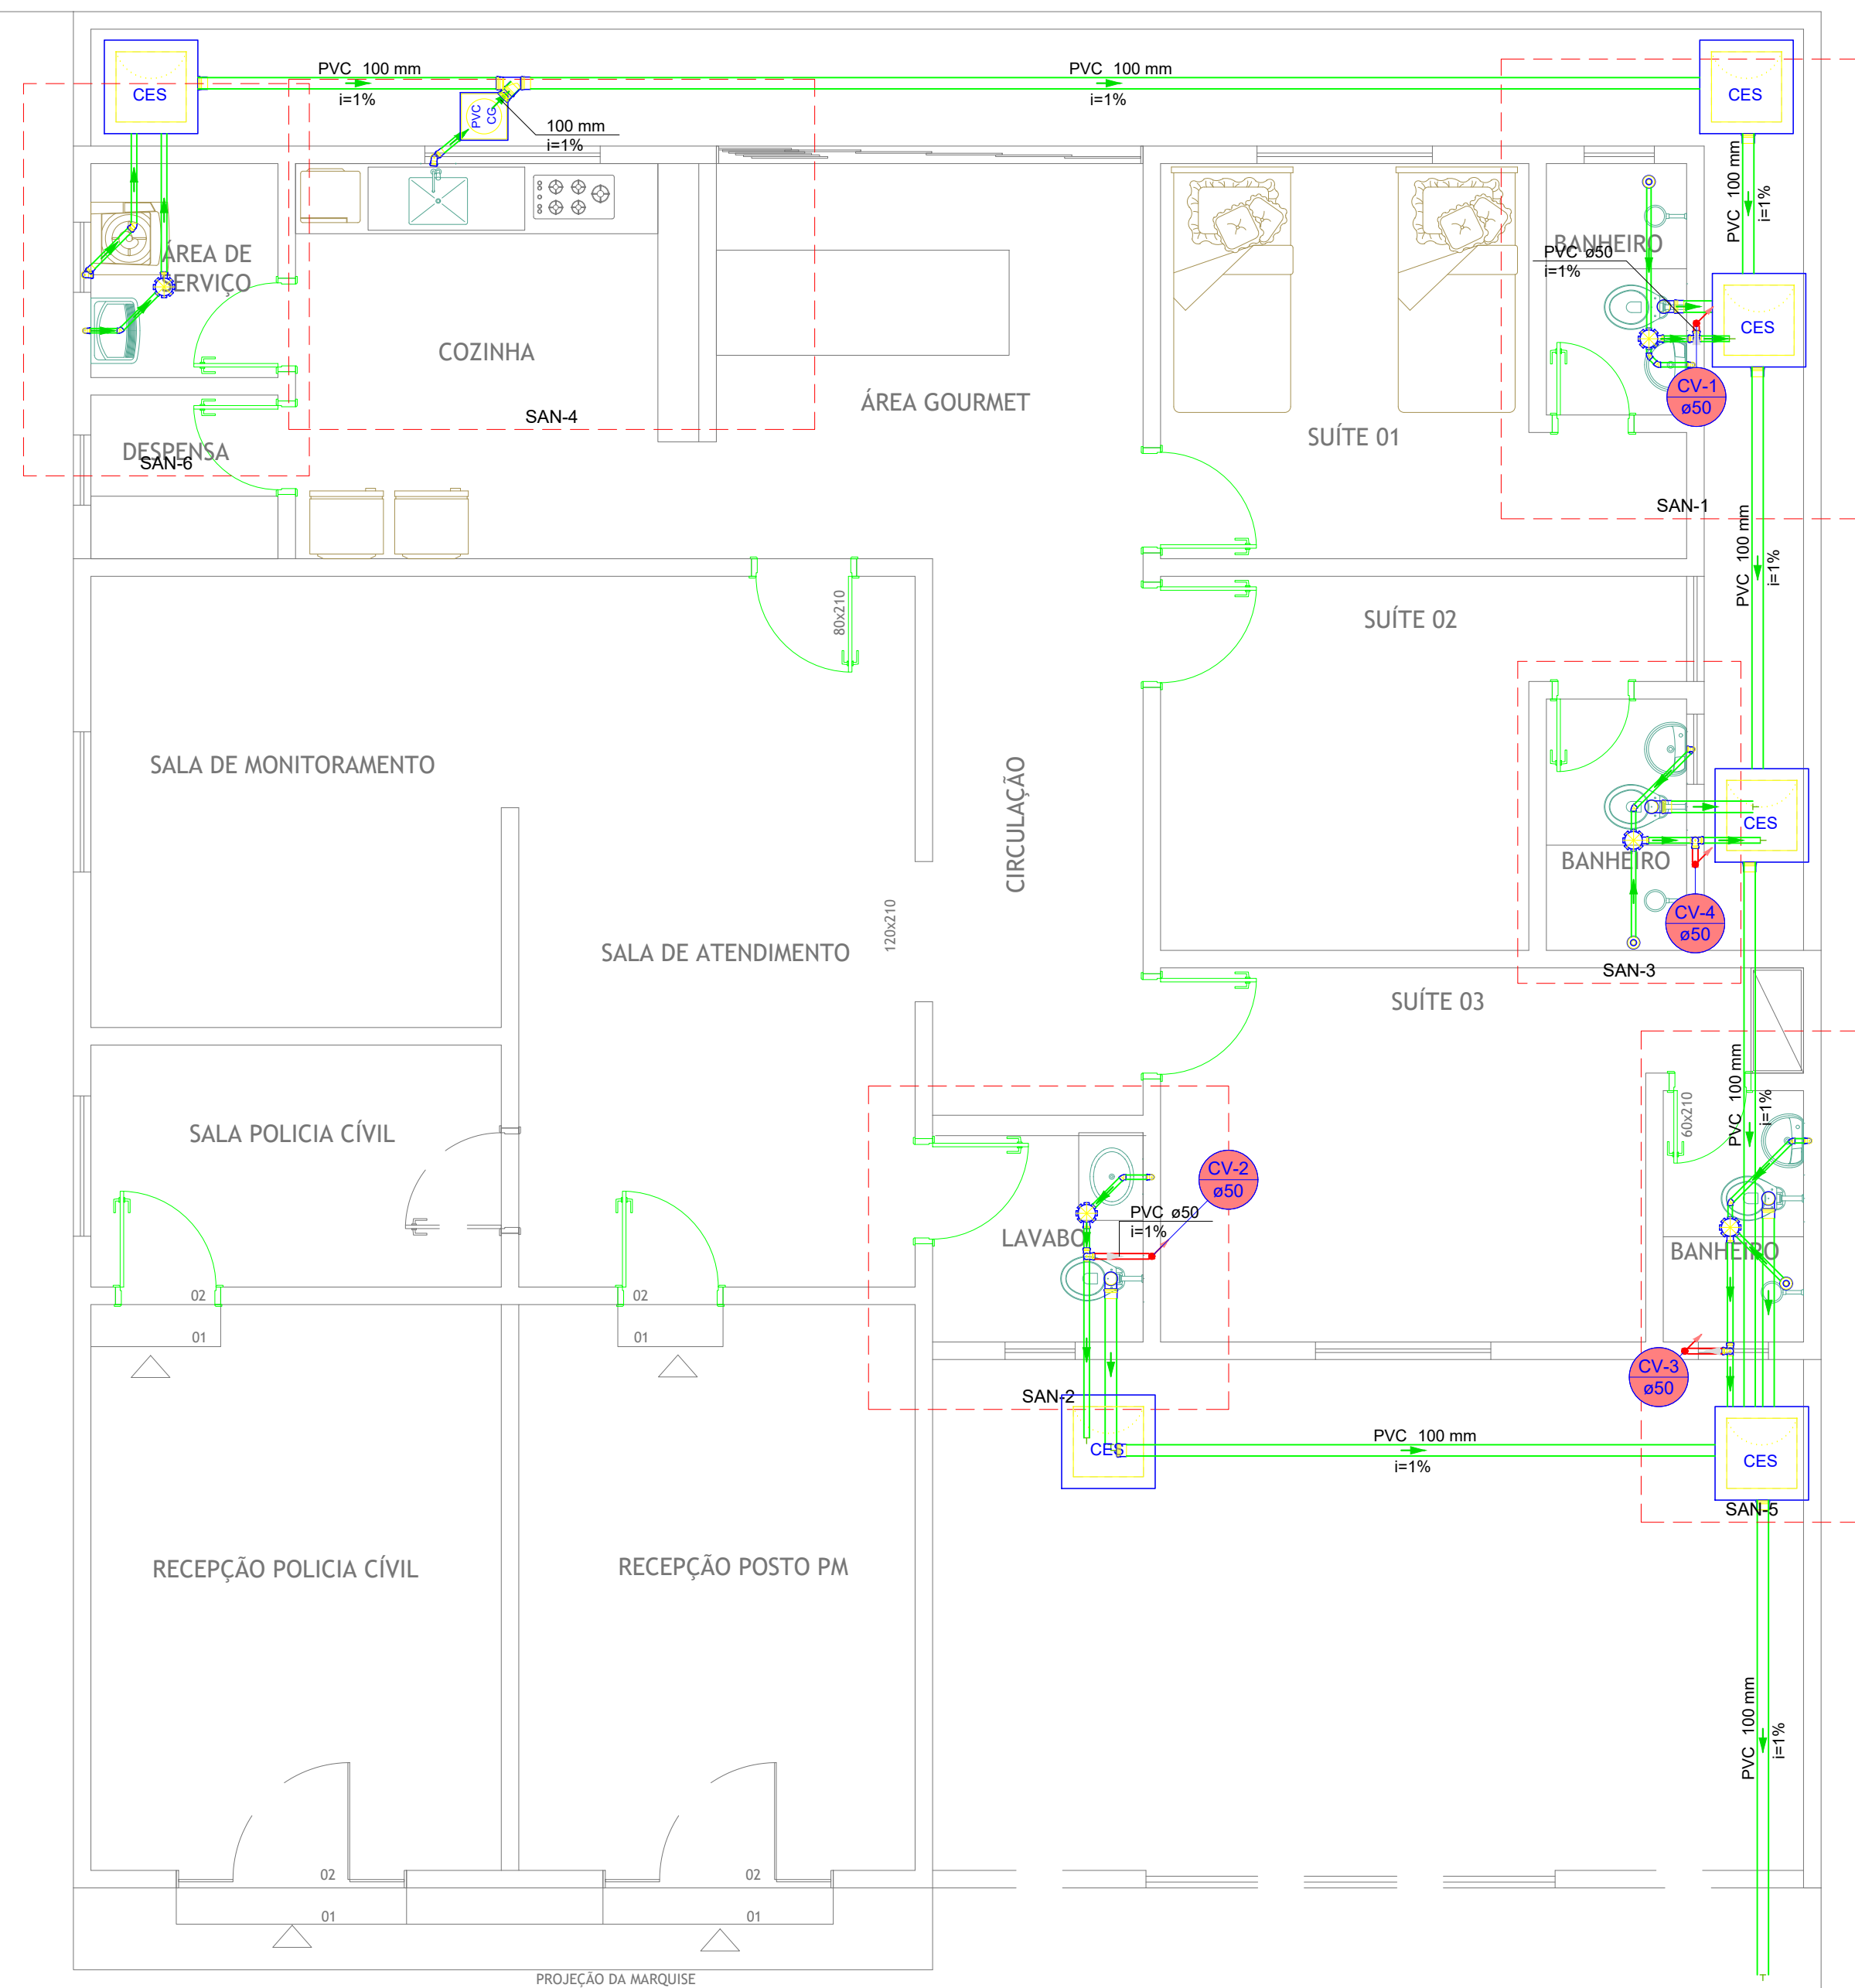 PVC 100 mm
i=1%
PVC 100 mm
i=1%
CES
CES
PVC
CG
100 mm
i=1%
PVC 100 mm
i=1%
ÁREA DE
SERVIÇO
BANHEIRO
PVC ø50
i=1%
CES
COZINHA
ÁREA GOURMET
CV-1
ø50
SAN-4
SUÍTE 01
DESPENSA
SAN-6
SAN-1
PVC 100 mm
i=1%
80x210
SUÍTE 02
SALA DE MONITORAMENTO
CIRCULAÇÃO
CES
BANHEIRO
CV-4
ø50
120x210
SALA DE ATENDIMENTO
SAN-3
SUÍTE 03
PVC 100 mm
i=1%
60x210
SALA POLICIA CÍVIL
CV-2
ø50
PVC ø50
i=1%
LAVABO
BANHEIRO
02
02
01
01
CV-3
ø50
SAN-2
CES
PVC 100 mm
i=1%
CES
SAN-5
RECEPÇÃO POLICIA CÍVIL
RECEPÇÃO POSTO PM
PVC 100 mm
i=1%
02
02
01
01
PROJEÇÃO DA MARQUISE